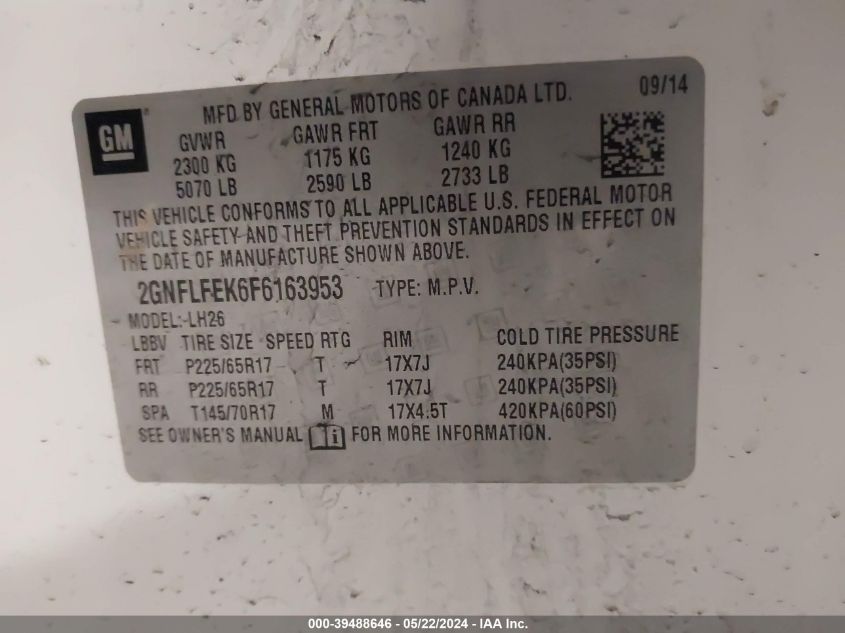 GM
MFD BY GENERAL MOTORS OF CANADA LTD. 09/14
GVWR GAWR FRT GAWR RR
2300 KG 1175 KG 1240 KG
5070 LB 2590 LB 2733 LB
THIS VEHICLE CONFORMS TO ALL APPLICABLE U.S. FEDERAL MOTOR
VEHICLE SAFETY AND THEFT PREVENTION STANDARDS IN EFFECT ON
THE DATE OF MANUFACTURE SHOWN ABOVE.
2GNFLFEK6F6163953 TYPE: M.P.V.
MODEL: LH26
LBBV TIRE SIZE SPEED RTG RIM COLD TIRE PRESSURE
FRT P225/65R17 T 17X7J 240KPA(35PSI)
RR P225/65R17 T 17X7J 240KPA(35PSI)
SPA T145/70R17 M 17X4.5T 420KPA(60PSI)
SEE OWNER'S MANUAL i FOR MORE INFORMATION.
000-39488646 - 05/22/2024 - IAA Inc.